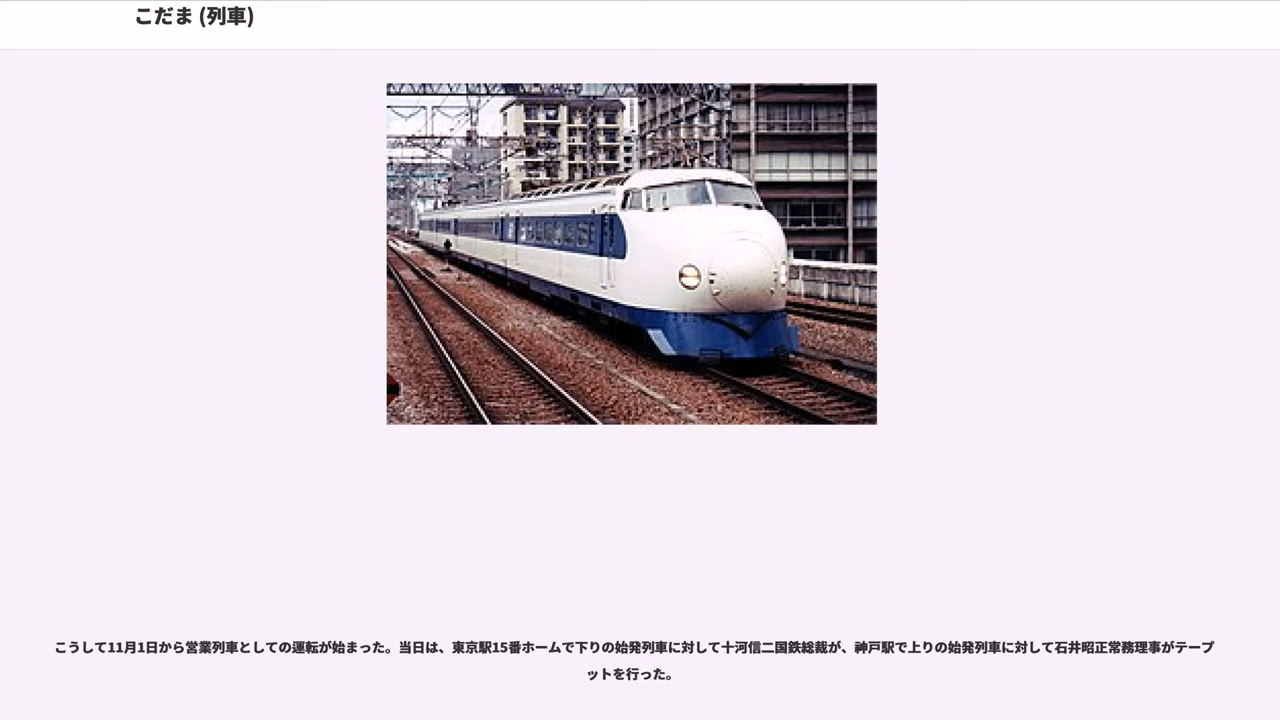 こだま (列車)
こうして11月1日から営業列車としての運転が始まった。当日は、東京駅15番ホームで下りの始発列車に対して十河信二国鉄総裁が、神戸駅で上りの始発列車に対して石井昭正常務理事がテープ
ットを行った。